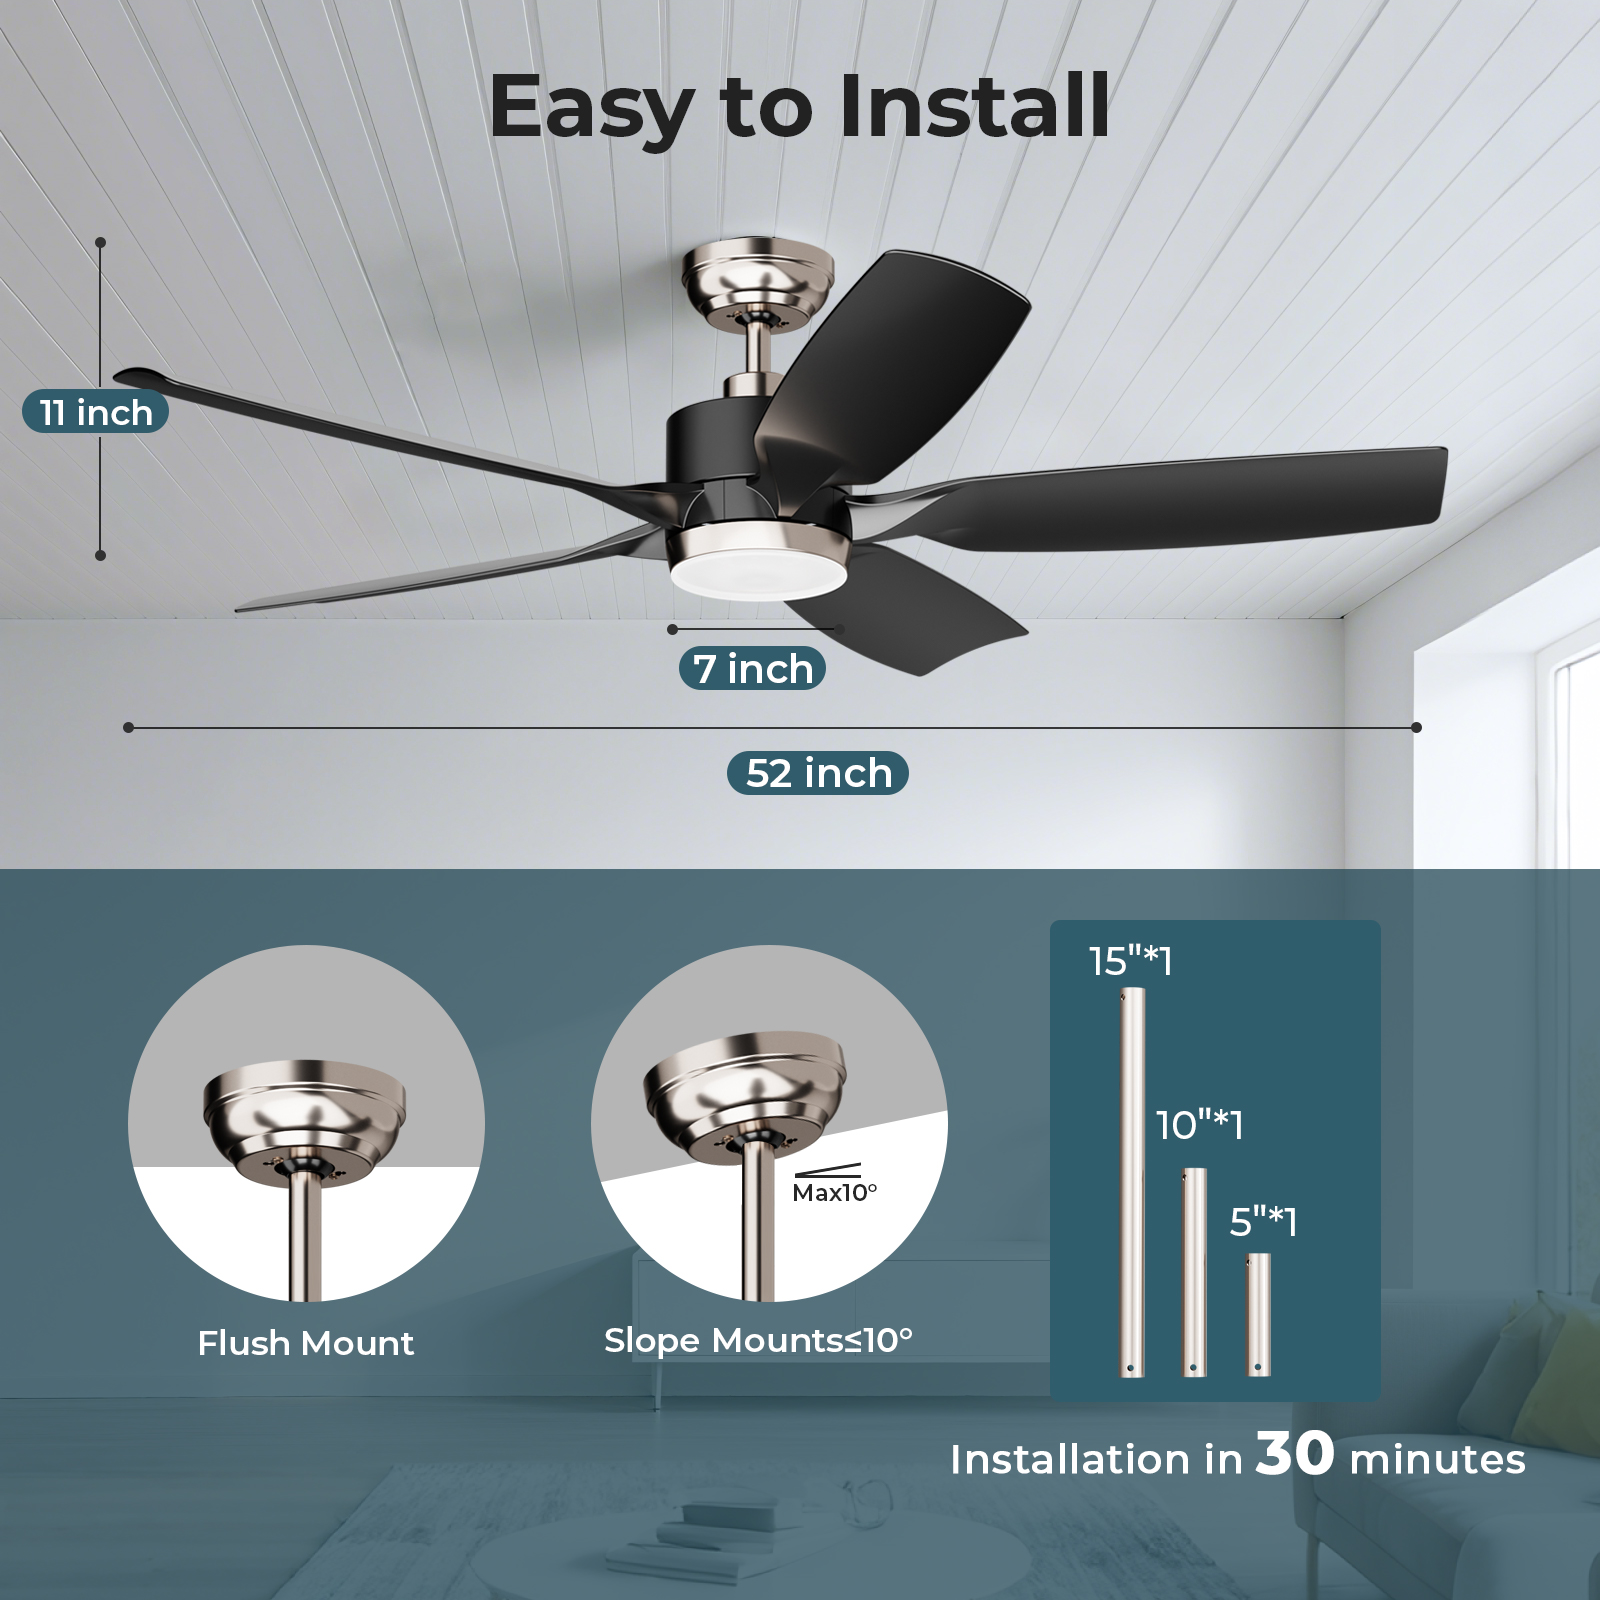 Easy to Install
11 inch
7 inch
52 inch
15"*1
10"*1
5"*1
Max10°
Flush Mount
Slope Mounts≤10°
Installation in 30 minutes